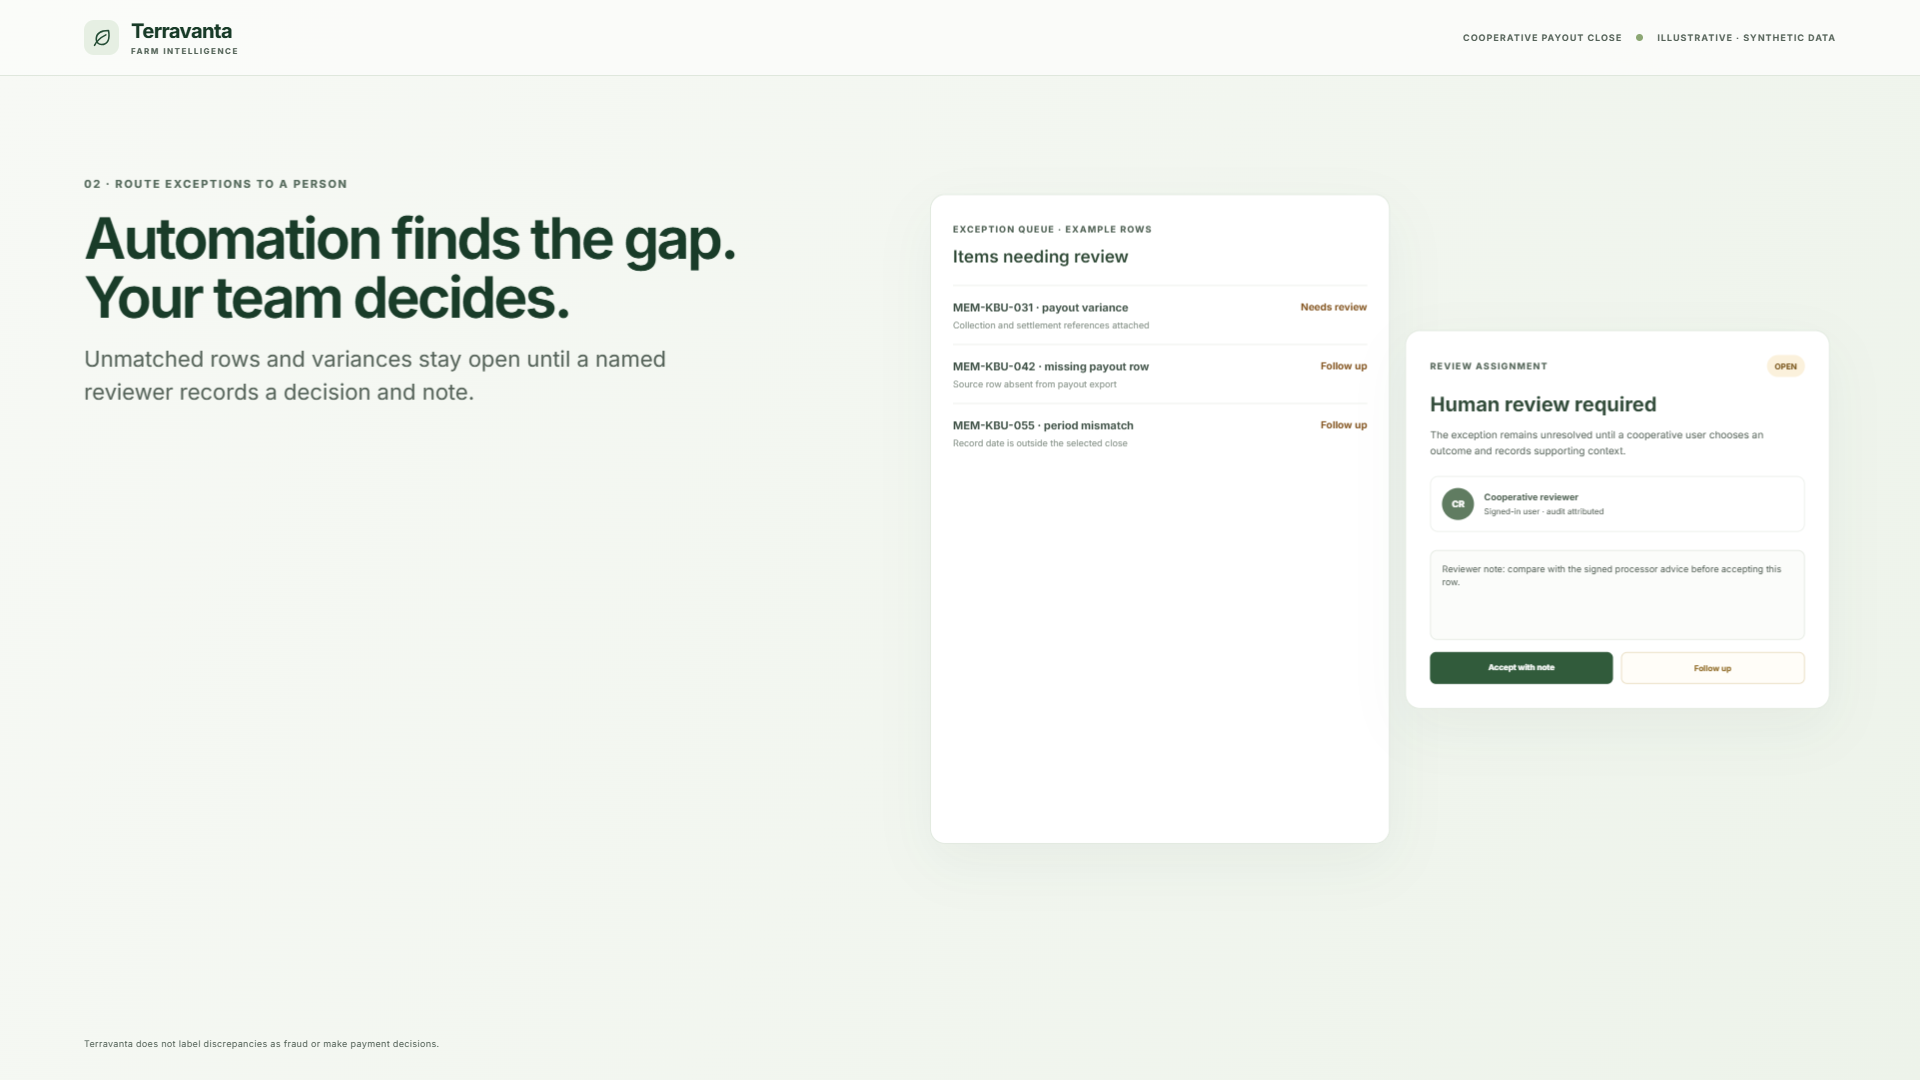 Terravanta
FARM INTELLIGENCE
COOPERATIVE PAYOUT CLOSE
ILLUSTRATIVE · SYNTHETIC DATA
02 · ROUTE EXCEPTIONS TO A PERSON
Automation finds the gap.
Your team decides.
Unmatched rows and variances stay open until a named
reviewer records a decision and note.
EXCEPTION QUEUE · EXAMPLE ROWS
Items needing review
MEM-KBU-031 · payout variance
Needs review
Collection and settlement references attached
MEM-KBU-042 · missing payout row
Follow up
Source row absent from payout export
MEM-KBU-055 · period mismatch
Follow up
Record date is outside the selected close
REVIEW ASSIGNMENT
OPEN
Human review required
The exception remains unresolved until a cooperative user chooses an
outcome and records supporting context.
CR
Cooperative reviewer
Signed-in user · audit attributed
Reviewer note: compare with the signed processor advice before accepting this
row.
Accept with note
Follow up
Terravanta does not label discrepancies as fraud or make payment decisions.